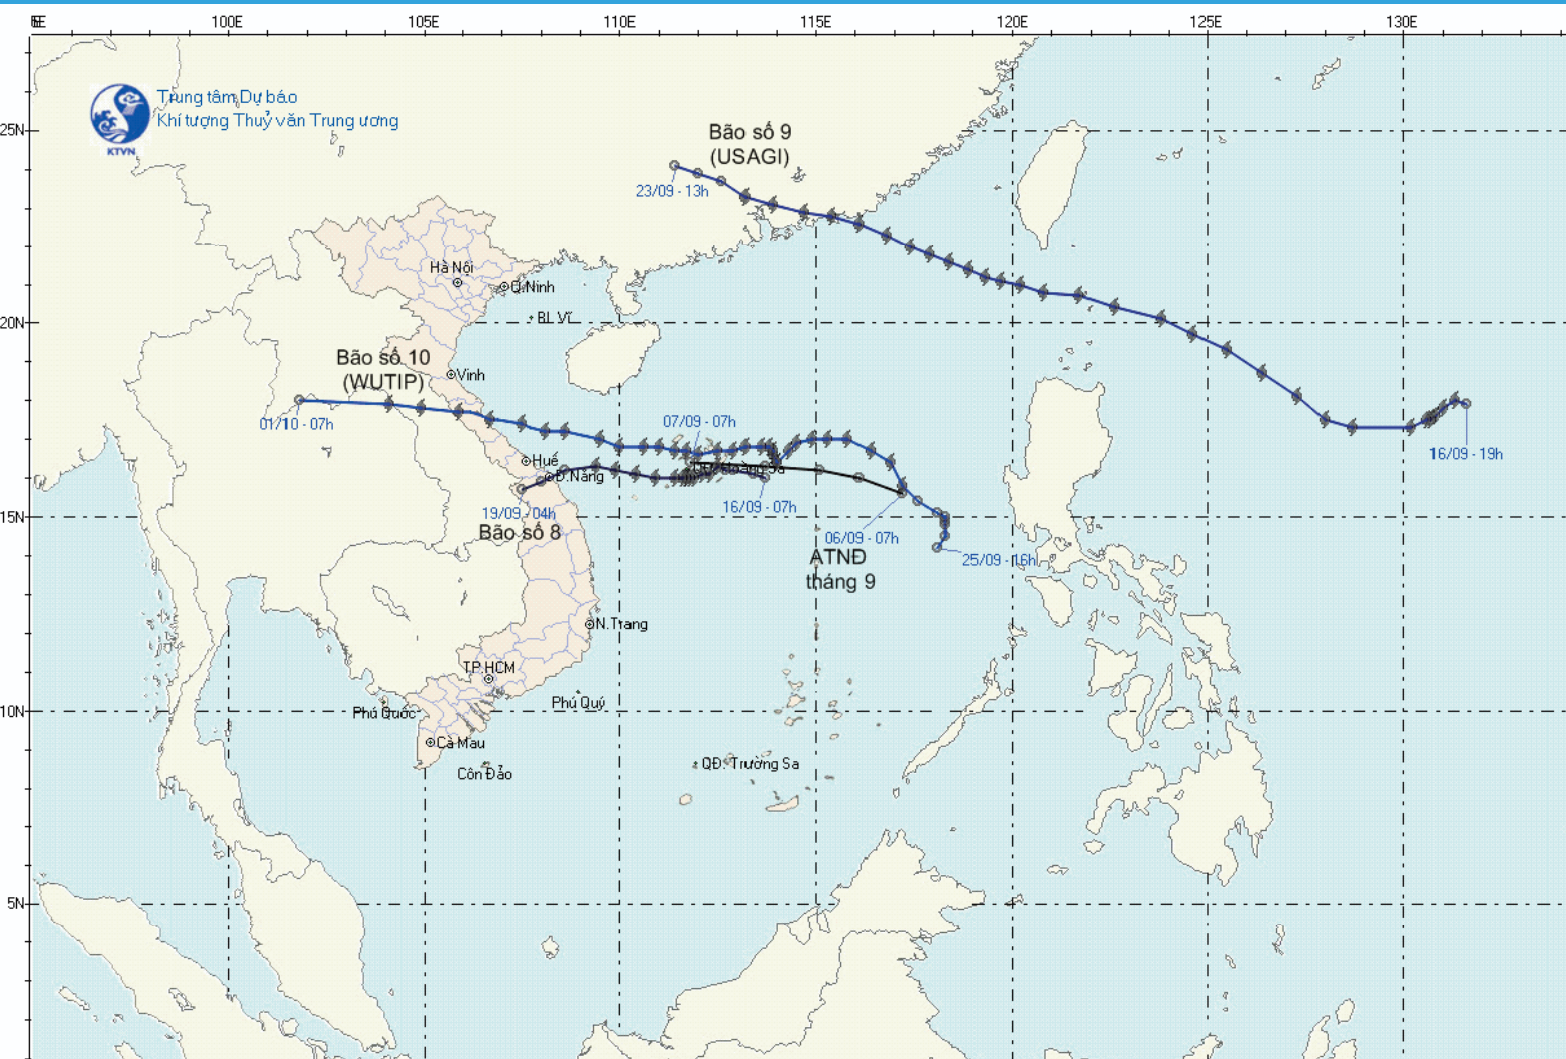 100E
105E
110E
115E
120E
125E
130E
Trung tâm Dự báo
Khí tượng Thuỷ văn Trung ương
KTVN
25N
Bão số 9
(USAGI)
23/09 - 13h
Hà Nội
Q.Ninh
BL Vĩ
20N
Bão số 10
(WUTIP)
Vinh
01/10 - 07h
07/09 - 07h
16/09 - 19h
Huế
QĐ. Hoàng Sa
Đ.Nẵng
19/09 - 04h
16/09 - 07h
15N
Bão số 8
06/09 - 07h
ATNĐ
tháng 9
25/09 - 16h
N.Trang
TP.HCM
Phú Quý
Phú Quốc
10N
Cà Mau
Côn Đảo
QĐ. Trường Sa
5N